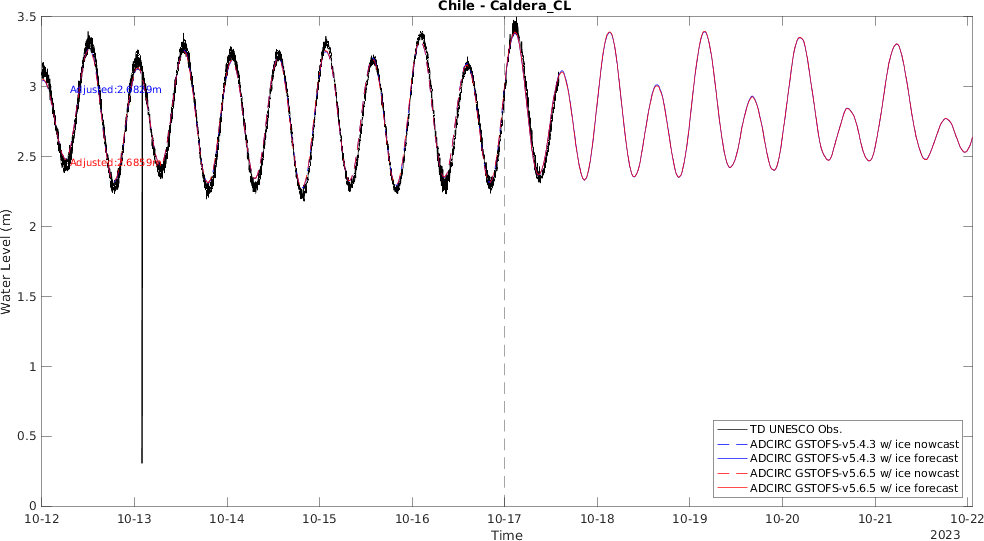 Chile - Caldera_CL
3.5
3
2.5
2
1.5
1
0.5
0
Water Level (m)
Adjusted:2.6829m
Adjusted:2.6859m
TD UNESCO Obs.
ADCIRC GSTOFS-v5.4.3 w/ ice nowcast
ADCIRC GSTOFS-v5.4.3 w/ ice forecast
ADCIRC GSTOFS-v5.6.5 w/ ice nowcast
ADCIRC GSTOFS-v5.6.5 w/ ice forecast
10-12 10-13 10-14 10-15 10-16 10-17 10-18 10-19 10-20 10-21 10-22
Time
2023